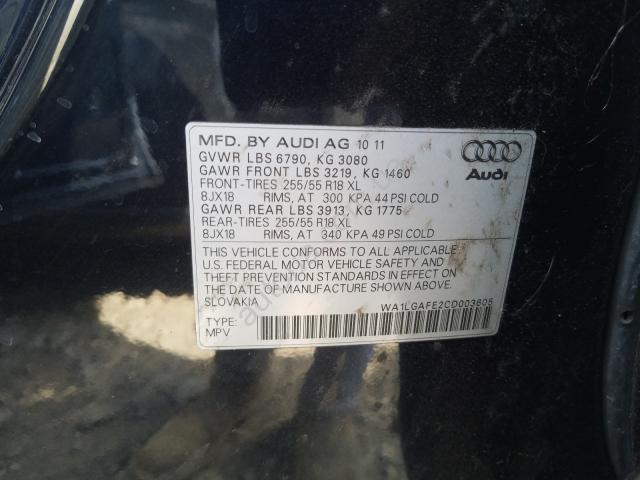 MFD. BY AUDI AG 10 11
GVWR LBS 6790, KG 3080
GAWR FRONT LBS 3219, KG 1460
FRONT-TIRES 255/55 R18 XL
8JX18 RIMS, AT 300 KPA 44 PSI COLD
GAWR REAR LBS 3913, KG 1775
REAR-TIRES 255/55 R18 XL
8JX18 RIMS, AT 340 KPA 49 PSI COLD
Audi
THIS VEHICLE CONFORMS TO ALL APPLICABLE
U.S. FEDERAL MOTOR VEHICLE SAFETY AND
THEFT PREVENTION STANDARDS IN EFFECT ON
THE DATE OF MANUFACTURE SHOWN ABOVE.
SLOVAKIA
WA1LGAFE2CD003605
TYPE:
MPV